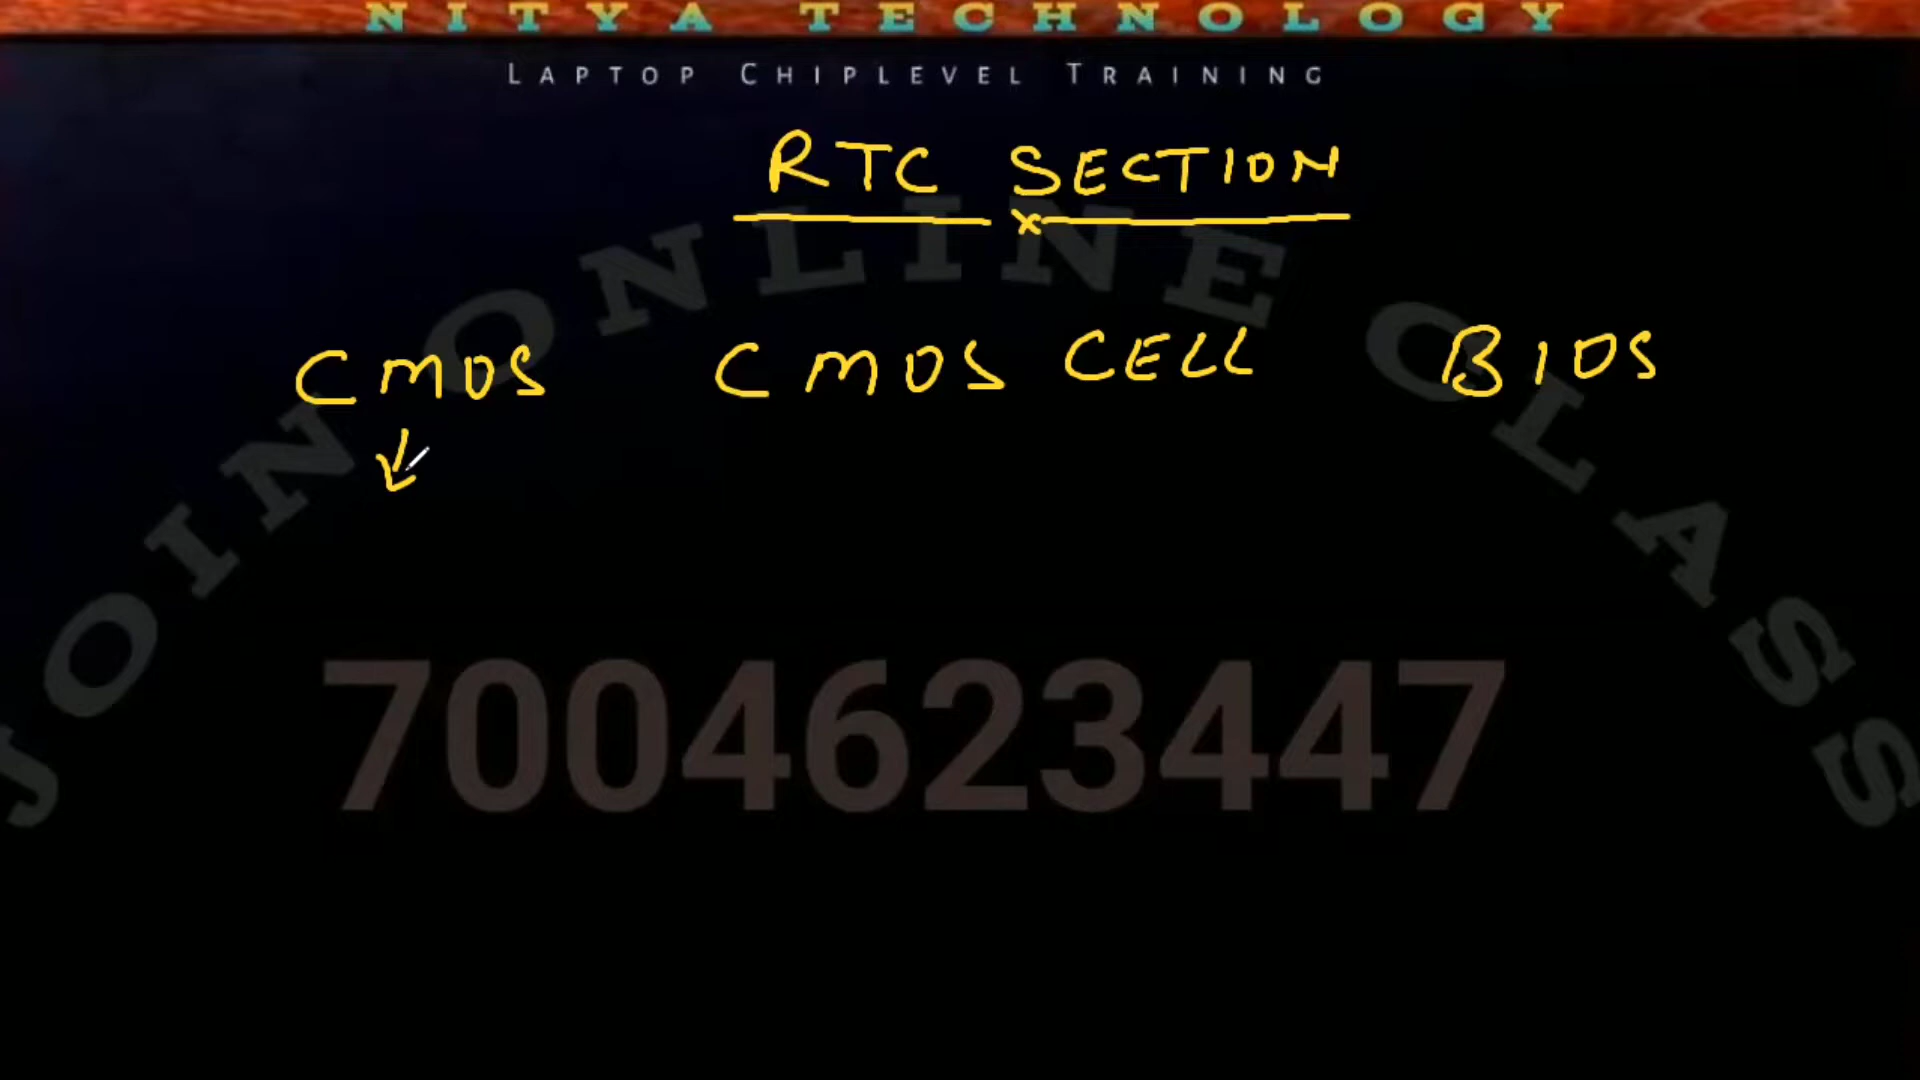 NITYA TECHNOLOGY
LAPTOP CHIPLEVEL TRAINING
RTC SECTION
x
CMOS CMOS CELL BIOS
JOIN ONLINE CLASS
7004623447